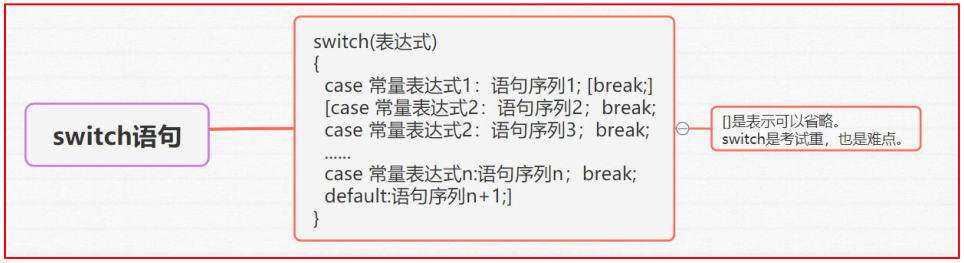 switch语句
switch(表达式)
{
case 常量表达式1：语句序列1; [break;]
[case 常量表达式2：语句序列2；break;
case 常量表达式2：语句序列3；break;
......
case 常量表达式n:语句序列n；break;
default:语句序列n+1;]
}
[]是表示可以省略。
switch是考试重，也是难点。